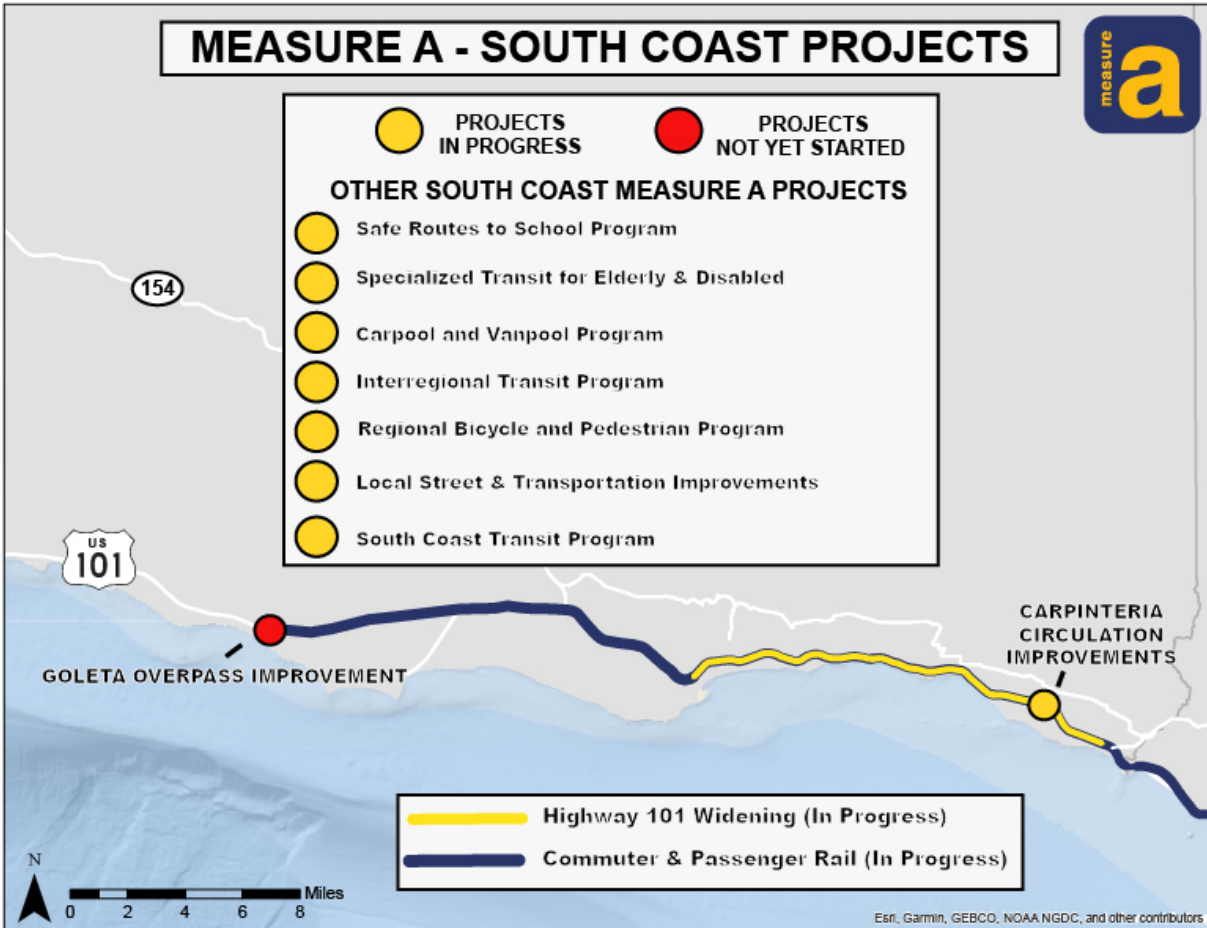 MEASURE A - SOUTH COAST PROJECTS
measure
a
PROJECTS
IN PROGRESS
PROJECTS
NOT YET STARTED
OTHER SOUTH COAST MEASURE A PROJECTS
Safe Routes to School Program
Specialized Transit for Elderly & Disabled
Carpool and Vanpool Program
Interregional Transit Program
Regional Bicycle and Pedestrian Program
Local Street & Transportation Improvements
South Coast Transit Program
154
US
101
GOLETA OVERPASS IMPROVEMENT
CARPINTERIA
CIRCULATION
IMPROVEMENTS
Highway 101 Widening (In Progress)
Commuter & Passenger Rail (In Progress)
N
Miles
0 2 4 6 8
Esri, Garmin, GEBCO, NOAA NGDC, and other contributors